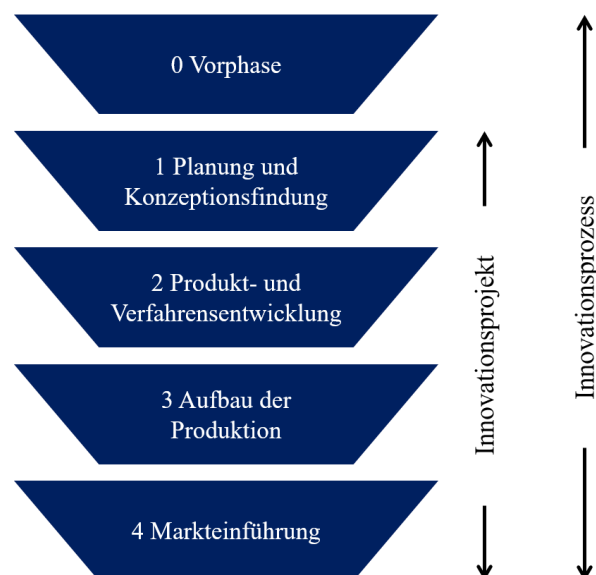 0 Vorphase
1 Planung und
Konzeptionsfindung
2 Produkt- und
Verfahrensentwicklung
3 Aufbau der
Produktion
4 Markteinführung
Innovationsprojekt
Innovationsprozess